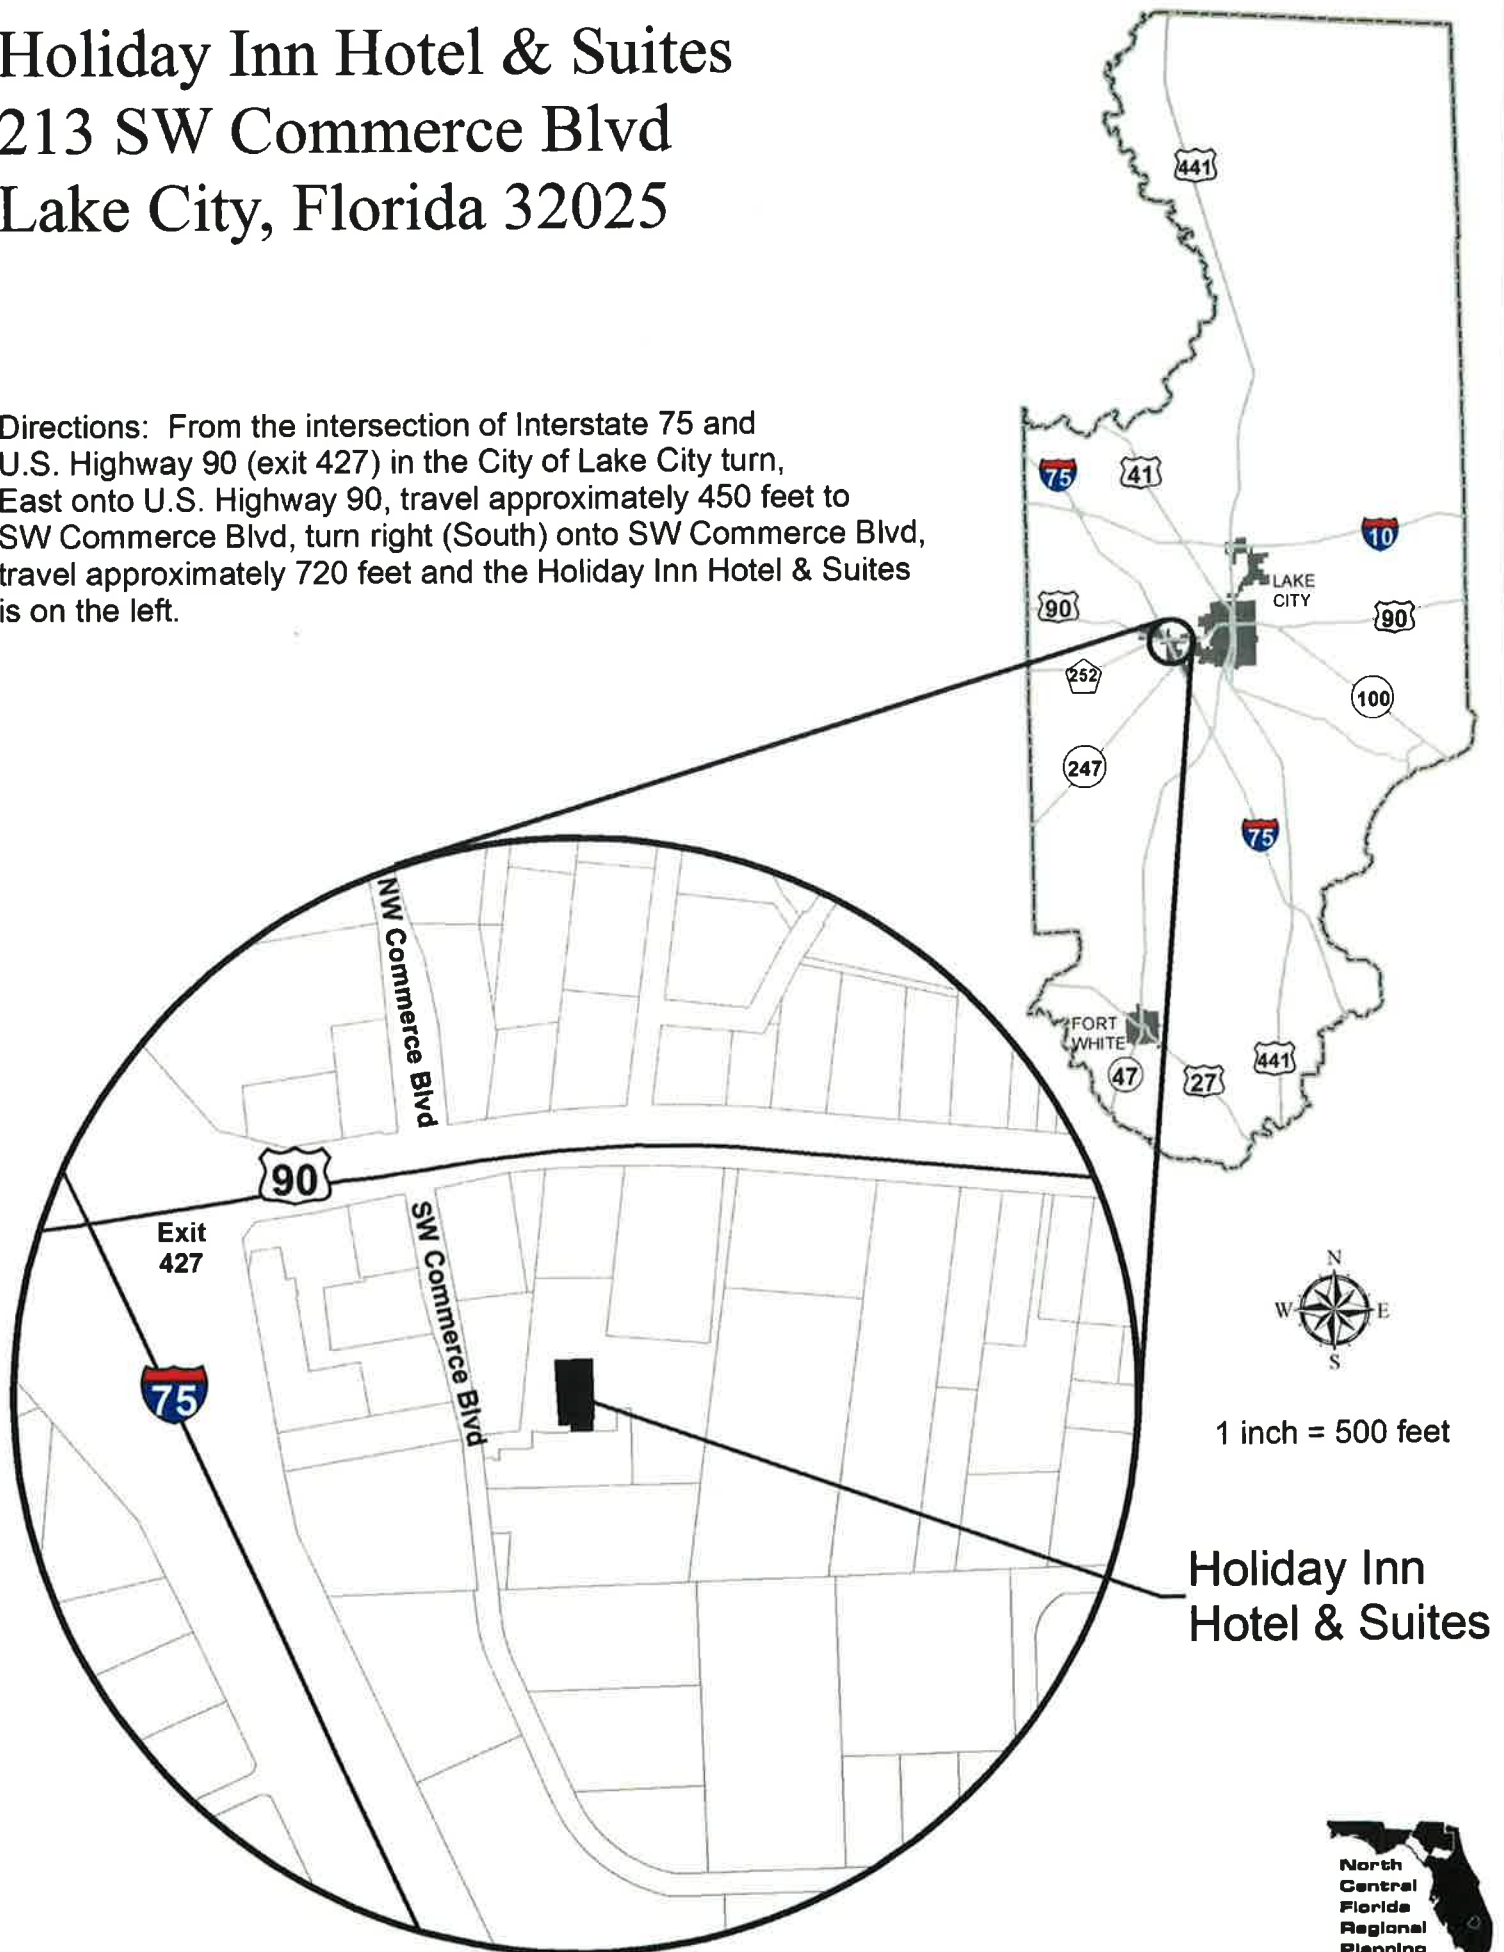 Holiday Inn Hotel & Suites
213 SW Commerce Blvd
Lake City, Florida 32025
Directions: From the intersection of Interstate 75 and
U.S. Highway 90 (exit 427) in the City of Lake City turn,
East onto U.S. Highway 90, travel approximately 450 feet to
SW Commerce Blvd, turn right (South) onto SW Commerce Blvd,
travel approximately 720 feet and the Holiday Inn Hotel & Suites
is on the left.
441
75
41
10
LAKE
CITY
90
90
252
100
247
75
FORT
WHITE
47
27
441
NW Commerce Blvd
90
Exit
427
SW Commerce Blvd
75
N
W
E
S
1 inch = 500 feet
Holiday Inn
Hotel & Suites
North
Central
Florida
Regional
Planning